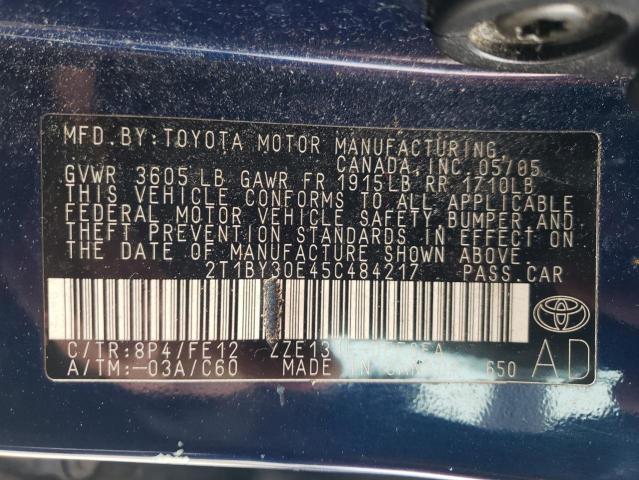 MFD.BY:TOYOTA MOTOR MANUFACTURING,
CANADA,INC. 05/05
GVWR 3605 LB GAWR FR 1915LB RR 1710LB
THIS VEHICLE CONFORMS TO ALL APPLICABLE
FEDERAL MOTOR VEHICLE SAFETY BUMPER AND
THEFT PREVENTION STANDARDS IN EFFECT ON
THE DATE OF MANUFACTURE SHOWN ABOVE.
2T1BY30E45C484217 PASS.CAR
C/TR:8P4/FE12
A/TM:-03A/C60 MADE IN 650
AD